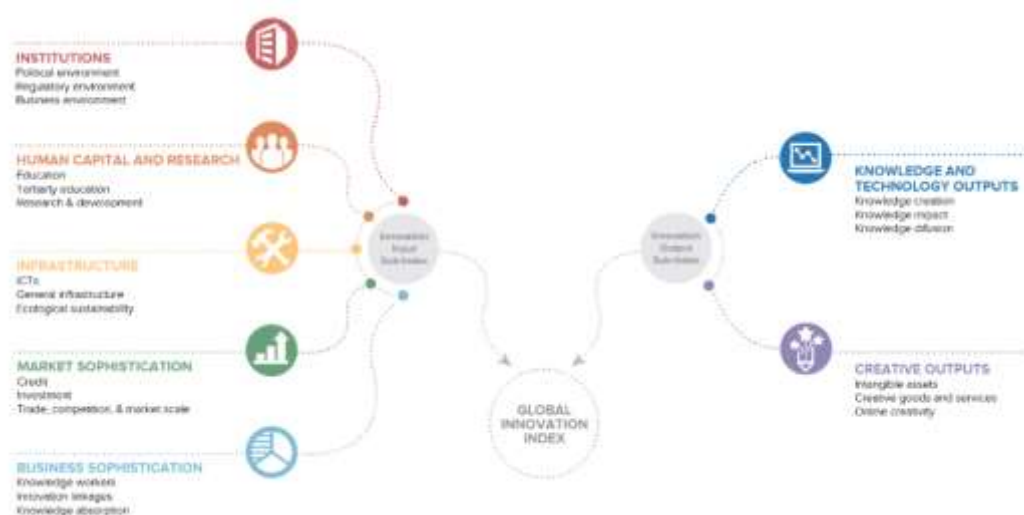 INSTITUTIONS
Political environment
Regulatory environment
Business environment
HUMAN CAPITAL AND RESEARCH
Education
Tertiarty education
Research & development
INFRASTRUCTURE
ICTs
General infrastructure
Ecological sustainability
MARKET SOPHISTICATION
Credit
Investment
Trade, competition, & market scale
BUSINESS SOPHISTICATION
Knowledge workers
Innovation linkages
Knowledge absorption
Innovation
Input
Sub-Index
GLOBAL
INNOVATION
INDEX
Innovation
Output
Sub-Index
KNOWLEDGE AND
TECHNOLOGY OUTPUTS
Knowledge creation
Knowledge impact
Knowledge difusion
CREATIVE OUTPUTS
Intangible assets
Creative goods and services
Online creativity